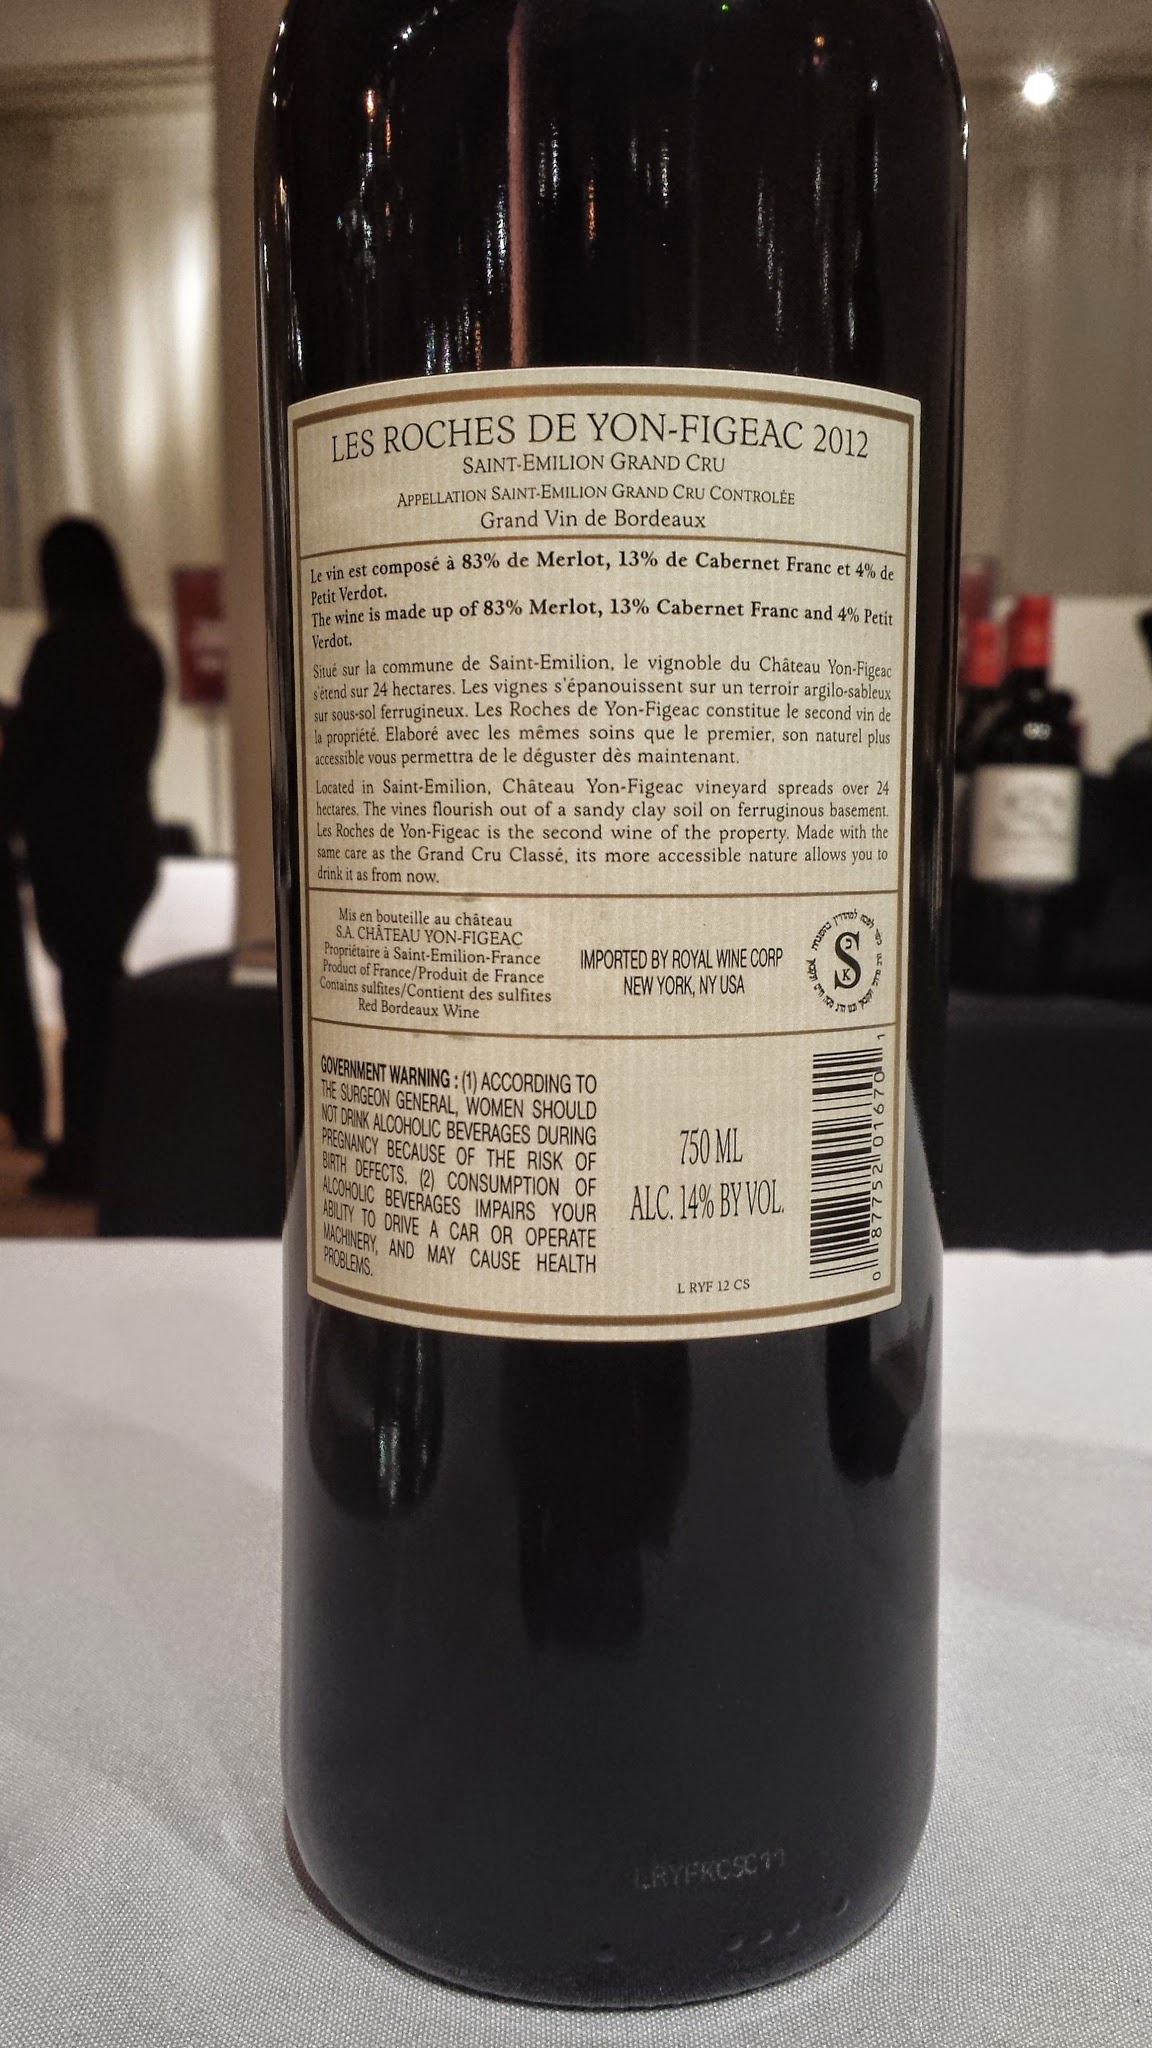 LES ROCHES DE YON-FIGEAC 2012
SAINT-EMILION GRAND CRU
APPELLATION SAINT-EMILION GRAND CRU CONTROLÉE
Grand Vin de Bordeaux
Le vin est composé à 83% de Merlot, 13% de Cabernet Franc et 4% de
Petit Verdot.
The wine is made up of 83% Merlot, 13% Cabernet Franc and 4% Petit
Verdot.
Situé sur la commune de Saint-Emilion, le vignoble du Château Yon-Figeac
s'étend sur 24 hectares. Les vignes s'épanouissent sur un terroir argilo-sableux
sur sous-sol ferrugineux. Les Roches de Yon-Figeac constitue le second vin de
la propriété. Elaboré avec les mêmes soins que le premier, son naturel plus
accessible vous permettra de le déguster dès maintenant.
Located in Saint-Emilion, Château Yon-Figeac vineyard spreads over 24
hectares. The vines flourish out of a sandy clay soil on ferruginous basement.
Les Roches de Yon-Figeac is the second wine of the property. Made with the
same care as the Grand Cru Classé, its more accessible nature allows you to
drink it as from now.
Mis en bouteille au château
S.A. CHÂTEAU YON-FIGEAC
Propriétaire à Saint-Emilion-France
Product of France/Produit de France
Contains sulfites/Contient des sulfites
Red Bordeaux Wine
IMPORTED BY ROYAL WINE CORP
NEW YORK, NY USA
S
K
GOVERNMENT WARNING : (1) ACCORDING TO
THE SURGEON GENERAL, WOMEN SHOULD
NOT DRINK ALCOHOLIC BEVERAGES DURING
PREGNANCY BECAUSE OF THE RISK OF
BIRTH DEFECTS. (2) CONSUMPTION OF
ALCOHOLIC BEVERAGES IMPAIRS YOUR
ABILITY TO DRIVE A CAR OR OPERATE
MACHINERY, AND MAY CAUSE HEALTH
PROBLEMS.
750 ML
ALC. 14% BY VOL.
L RYF 12 CS
0 87752 01670 1